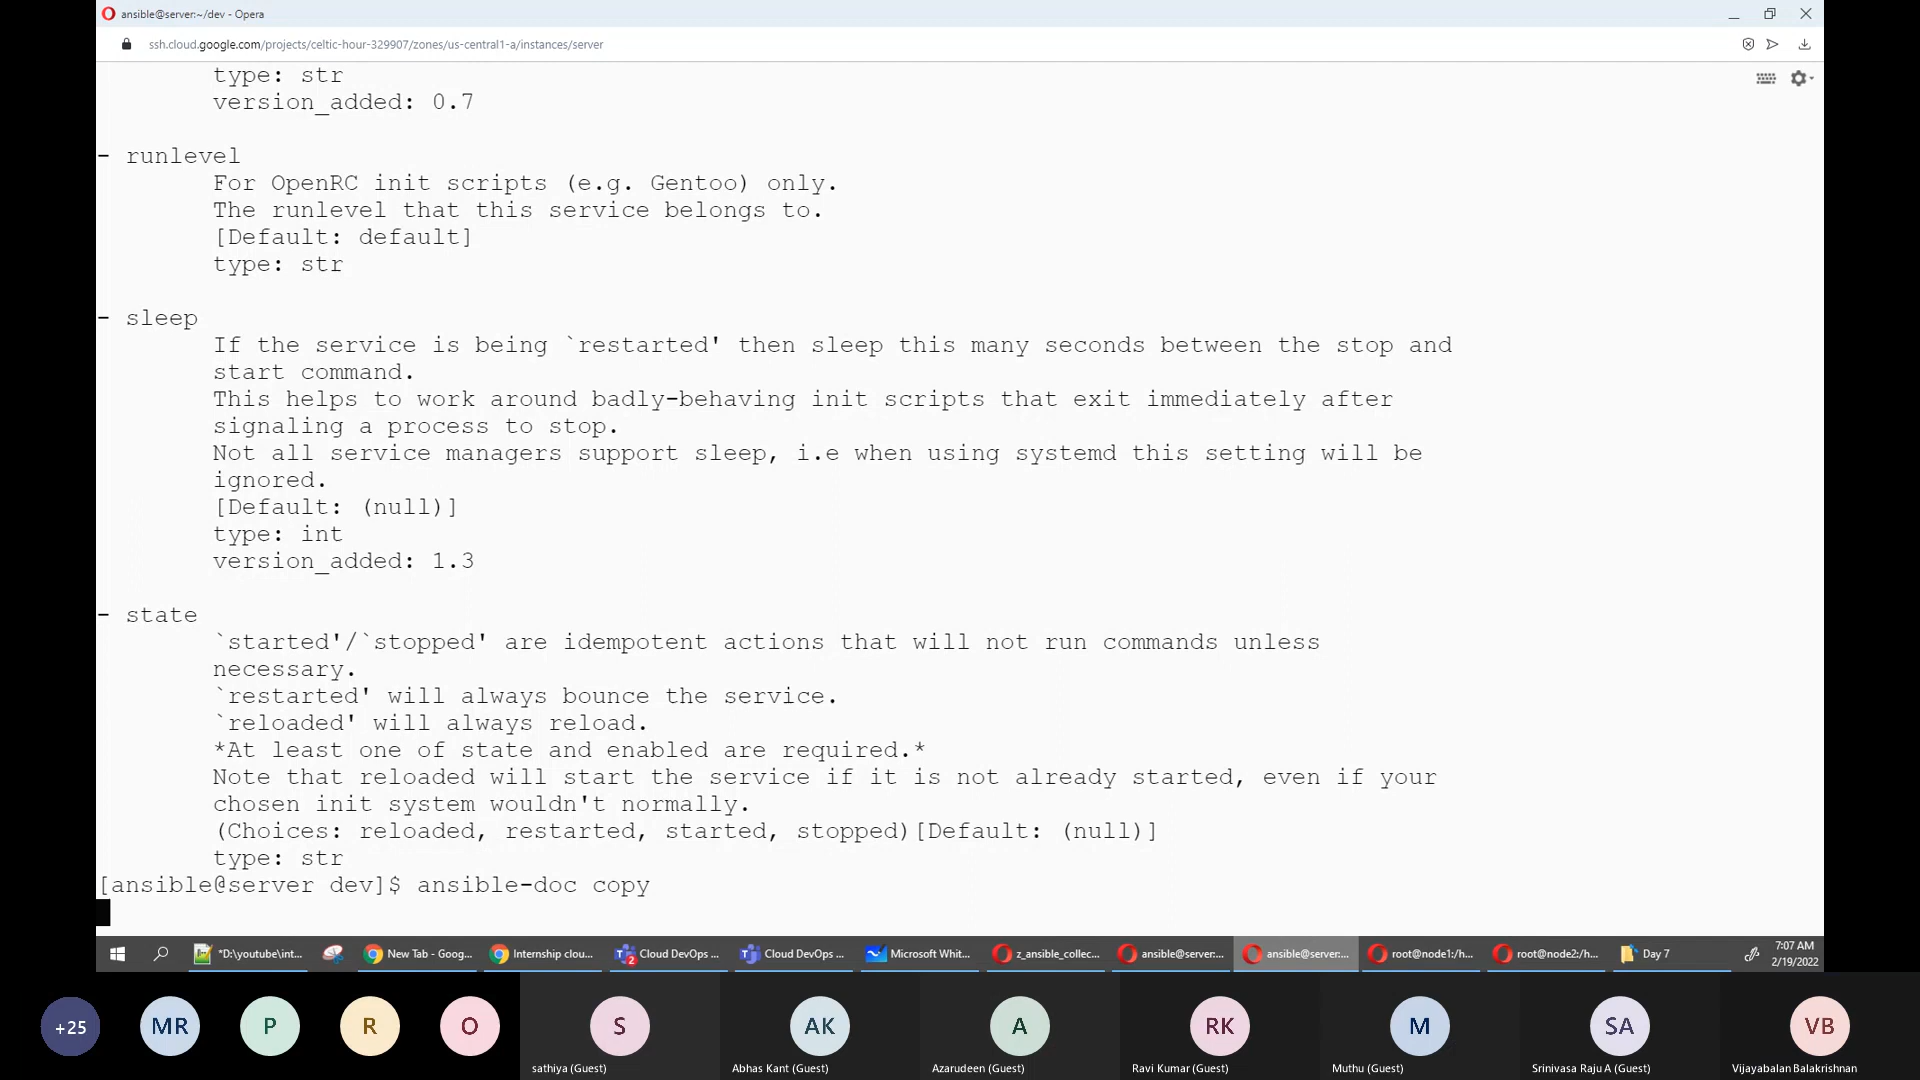 ansible@server:~/dev - Opera
ssh.cloud.google.com/projects/celtic-hour-329907/zones/us-central1-a/instances/server
type: str
version_added: 0.7
- runlevel
For OpenRC init scripts (e.g. Gentoo) only.
The runlevel that this service belongs to.
[Default: default]
type: str
- sleep
If the service is being `restarted' then sleep this many seconds between the stop and
start command.
This helps to work around badly-behaving init scripts that exit immediately after
signaling a process to stop.
Not all service managers support sleep, i.e when using systemd this setting will be
ignored.
[Default: (null)]
type: int
version_added: 1.3
- state
`started'/`stopped' are idempotent actions that will not run commands unless
necessary.
`restarted' will always bounce the service.
`reloaded' will always reload.
*At least one of state and enabled are required.*
Note that reloaded will start the service if it is not already started, even if your
chosen init system wouldn't normally.
(Choices: reloaded, restarted, started, stopped)[Default: (null)]
type: str
[ansible@server dev]$ ansible-doc copy
*D:\youtube\int... New Tab - Goog... Internship clou... 2 Cloud DevOps ... Cloud DevOps ... Microsoft Whit... z_ansible_collec... ansible@server:... ansible@server:... root@node1:/h... root@node2:/h... Day 7 7:07 AM
2/19/2022
+25 MR P R O S AK A RK M SA VB
sathiya (Guest) Abhas Kant (Guest) Azarudeen (Guest) Ravi Kumar (Guest) Muthu (Guest) Srinivasa Raju A (Guest) Vijayabalan Balakrishnan